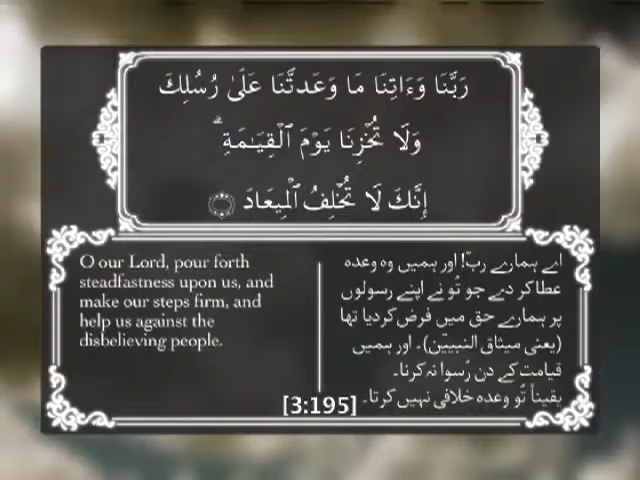 رَبَّنَا وَءَاتِنَا مَا وَعَدتَّنَا عَلَىٰ رُسُلِكَ
وَلَا تُخْزِنَا يَوْمَ ٱلْقِيَـٰمَةِ ۗ
إِنَّكَ لَا تُخْلِفُ ٱلْمِيعَادَ
O our Lord, pour forth
steadfastness upon us, and
make our steps firm, and
help us against the
disbelieving people.
اے ہمارے ربّ! اور ہمیں وہ وعدہ
عطا کر دے جو تُو نے اپنے رسولوں
پر ہمارے حق میں فرض کردیا تھا
(یعنی میثاق النبییّن)۔ اور ہمیں
قیامت کے دن رُسوا نہ کرنا۔
یقیناً تُو وعدہ خلافی نہیں کرتا۔
[3:195]